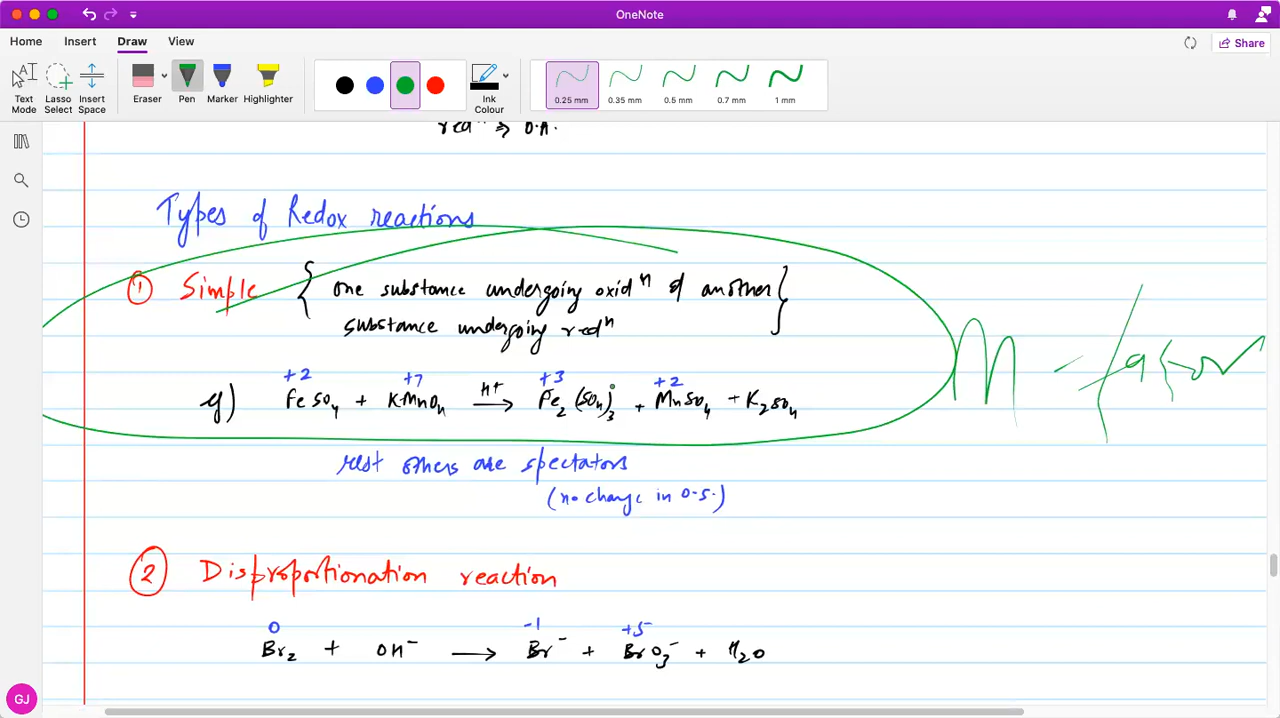 OneNote
Home Insert Draw View
Share
Text Mode
Lasso Select
Insert Space
Eraser
Pen
Marker
Highlighter
Ink Colour
0.25 mm 0.35 mm 0.5 mm 0.7 mm 1 mm
redⁿ ⇒ O.A.
Types of Redox reactions
① Simple { one substance undergoing oxidⁿ & another
substance undergoing redⁿ }
+2 +7 +3 +2
eg) FeSO₄ + KMnO₄ H⁺→ Fe₂(SO₄)₃ + MnSO₄ + K₂SO₄
n-factor
rest others are spectators
(no change in O.S.)
② Disproportionation reaction
0 -1 +5
Br₂ + OH⁻ → Br⁻ + BrO₃⁻ + H₂O
GJ